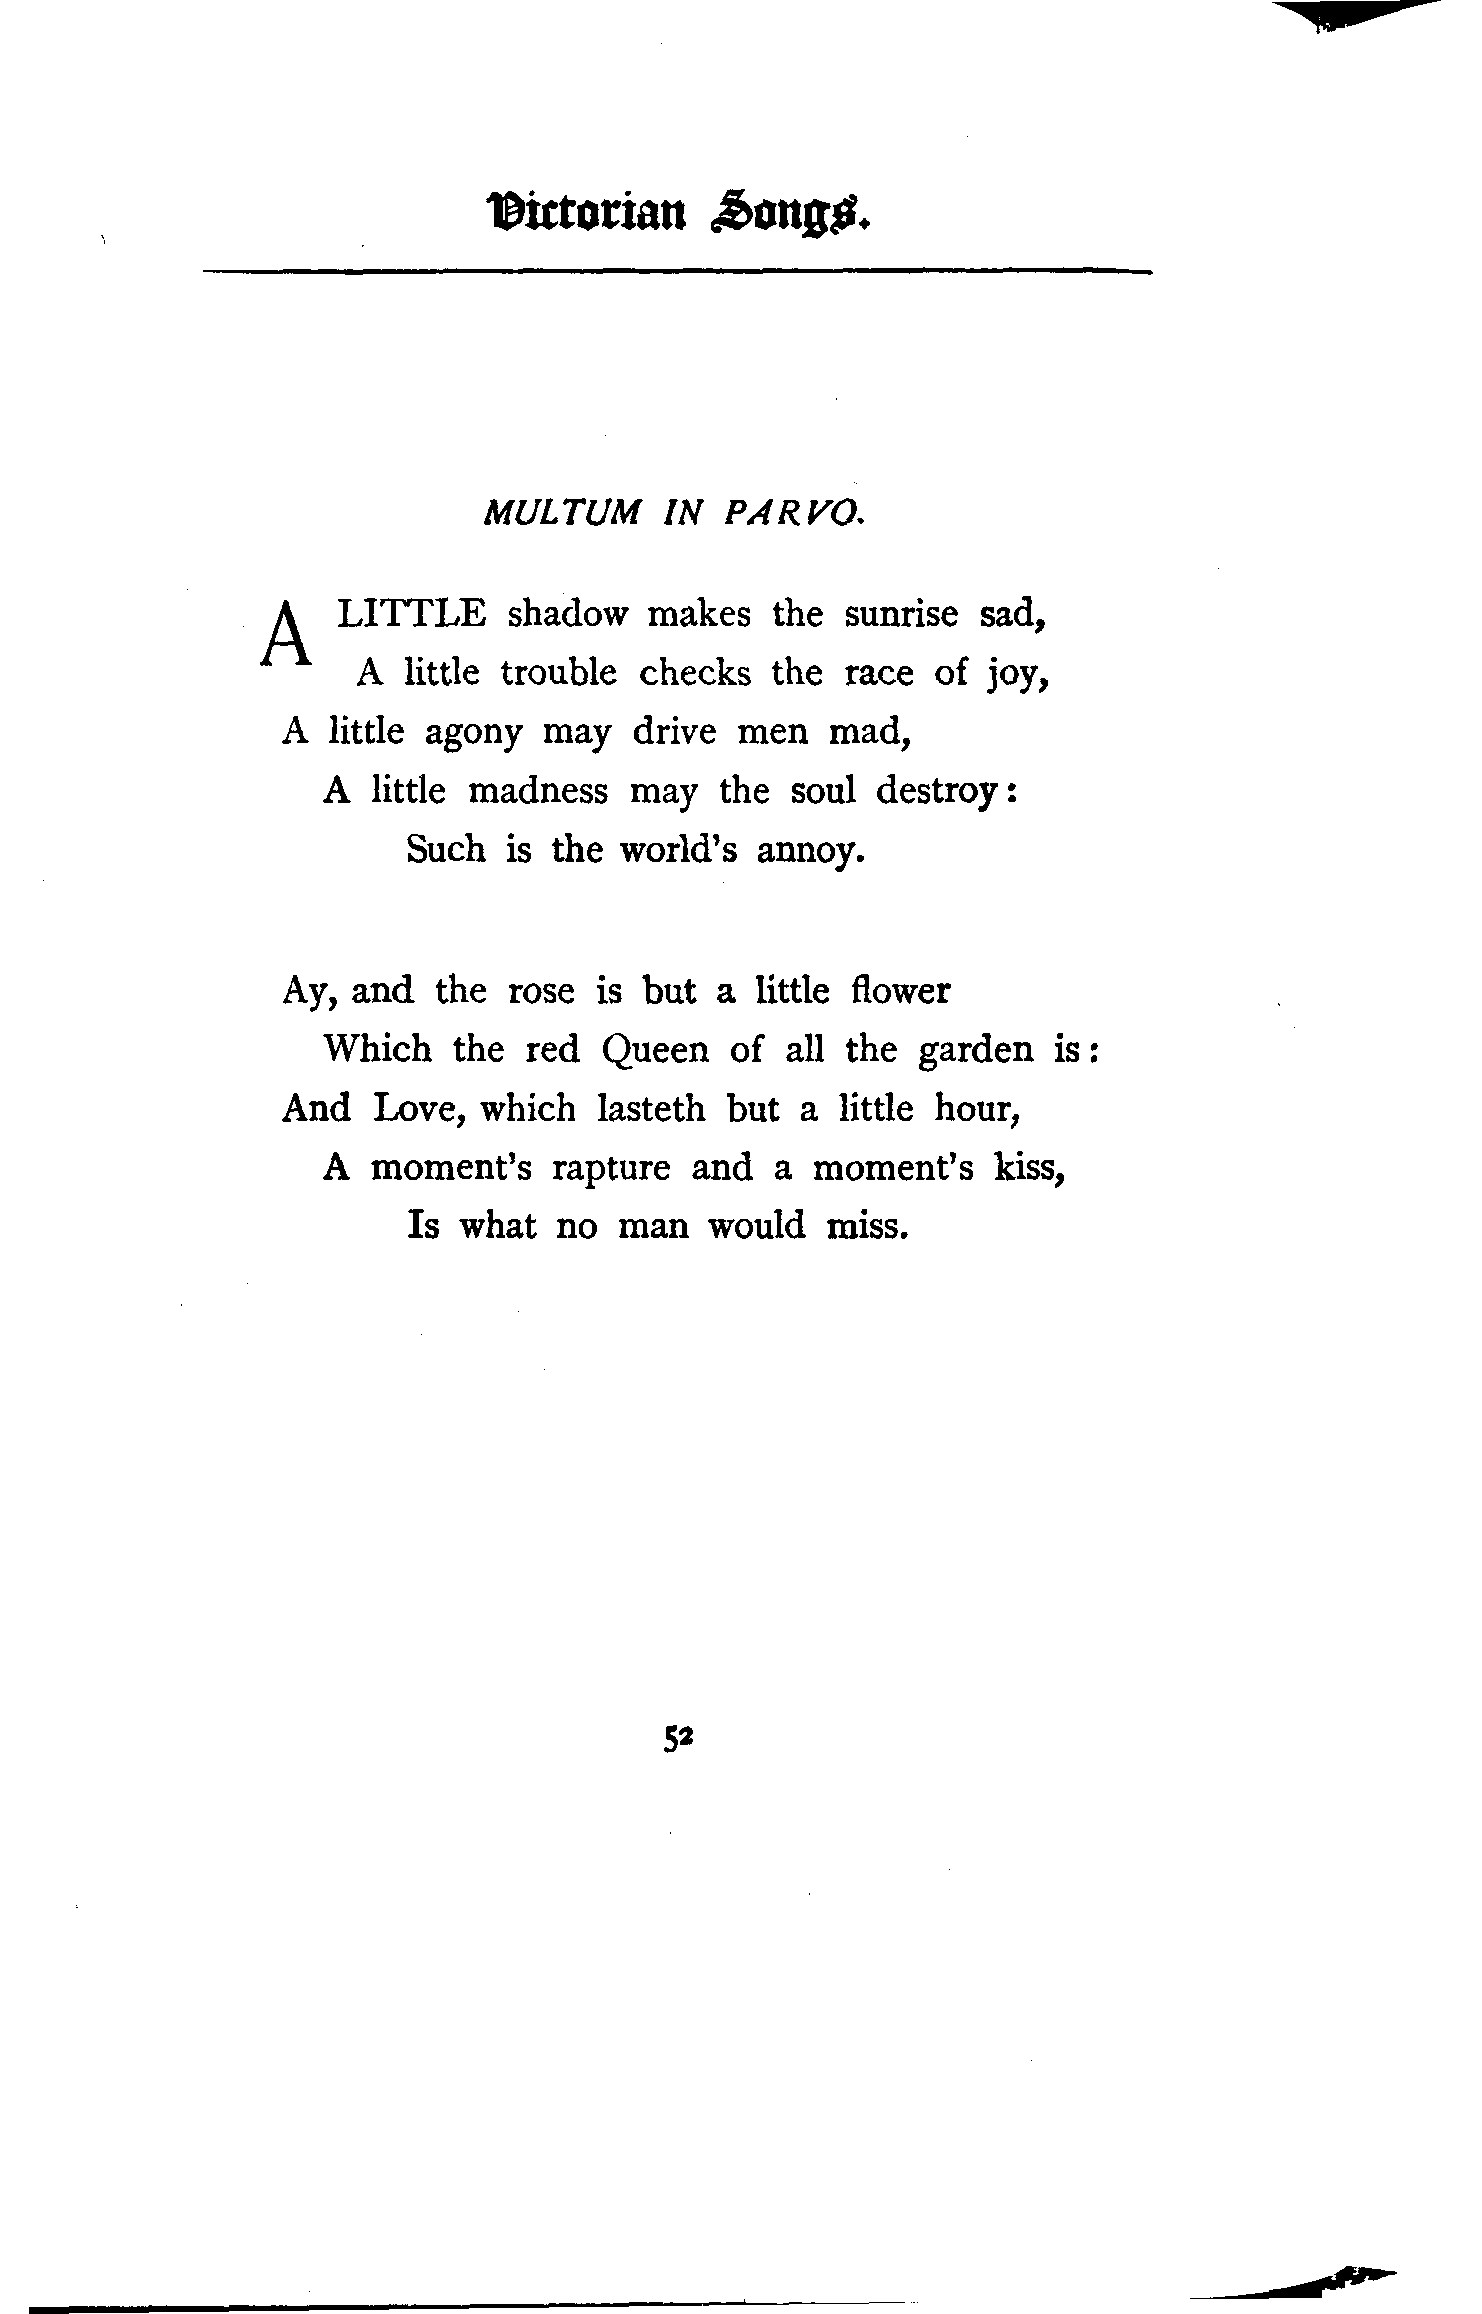 Victorian Songs.
MULTUM IN PARVO.
A LITTLE shadow makes the sunrise sad,
A little trouble checks the race of joy,
A little agony may drive men mad,
A little madness may the soul destroy:
Such is the world's annoy.
Ay, and the rose is but a little flower
Which the red Queen of all the garden is:
And Love, which lasteth but a little hour,
A moment's rapture and a moment's kiss,
Is what no man would miss.
52